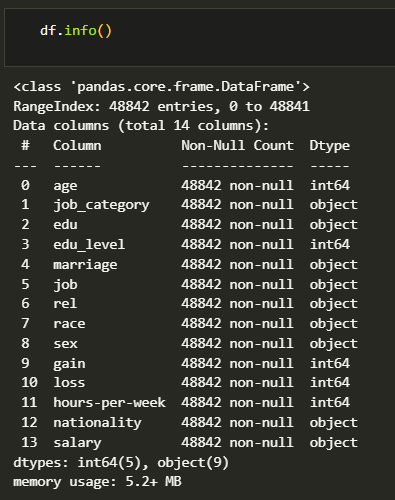 df.info()
<class 'pandas.core.frame.DataFrame'>
RangeIndex: 48842 entries, 0 to 48841
Data columns (total 14 columns):
 #   Column          Non-Null Count  Dtype
---  ------          --------------  -----
 0   age             48842 non-null  int64
 1   job_category    48842 non-null  object
 2   edu             48842 non-null  object
 3   edu_level       48842 non-null  int64
 4   marriage        48842 non-null  object
 5   job             48842 non-null  object
 6   rel             48842 non-null  object
 7   race            48842 non-null  object
 8   sex             48842 non-null  object
 9   gain            48842 non-null  int64
 10  loss            48842 non-null  int64
 11  hours-per-week  48842 non-null  int64
 12  nationality     48842 non-null  object
 13  salary          48842 non-null  object
dtypes: int64(5), object(9)
memory usage: 5.2+ MB